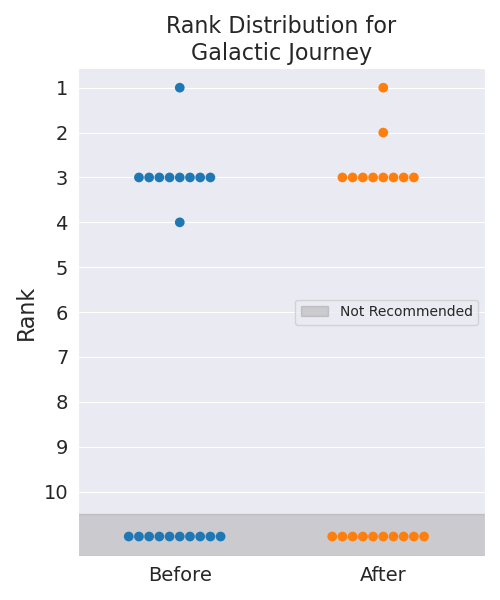 Rank Distribution for
Galactic Journey
1
2
3
4
5
6
7
8
9
10
Rank
Not Recommended
Before
After